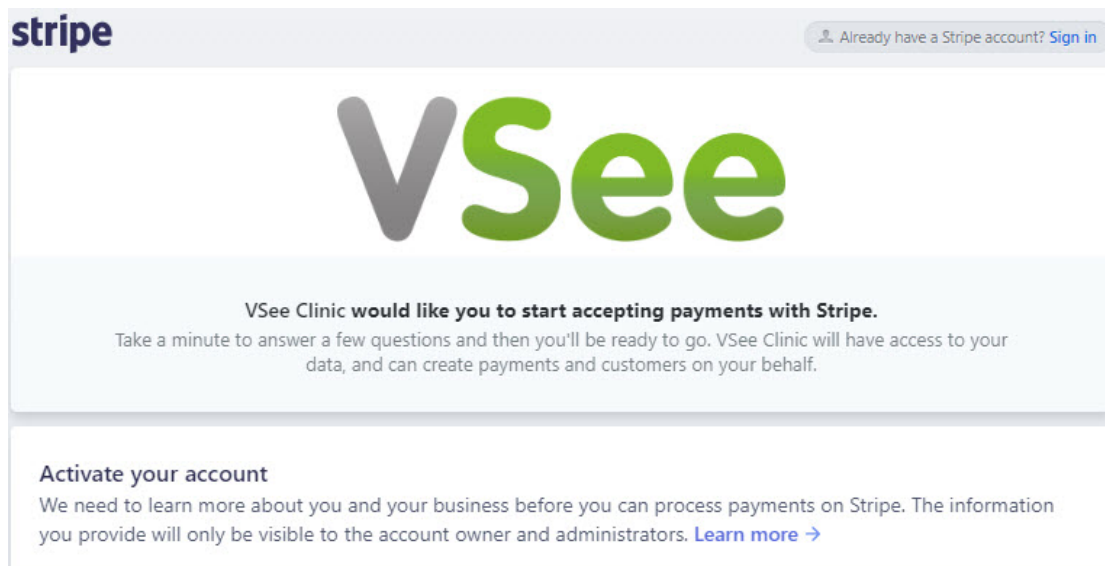 stripe
Already have a Stripe account? Sign in
VSee
VSee Clinic would like you to start accepting payments with Stripe.
Take a minute to answer a few questions and then you'll be ready to go. VSee Clinic will have access to your
data, and can create payments and customers on your behalf.
Activate your account
We need to learn more about you and your business before you can process payments on Stripe. The information
you provide will only be visible to the account owner and administrators. Learn more →